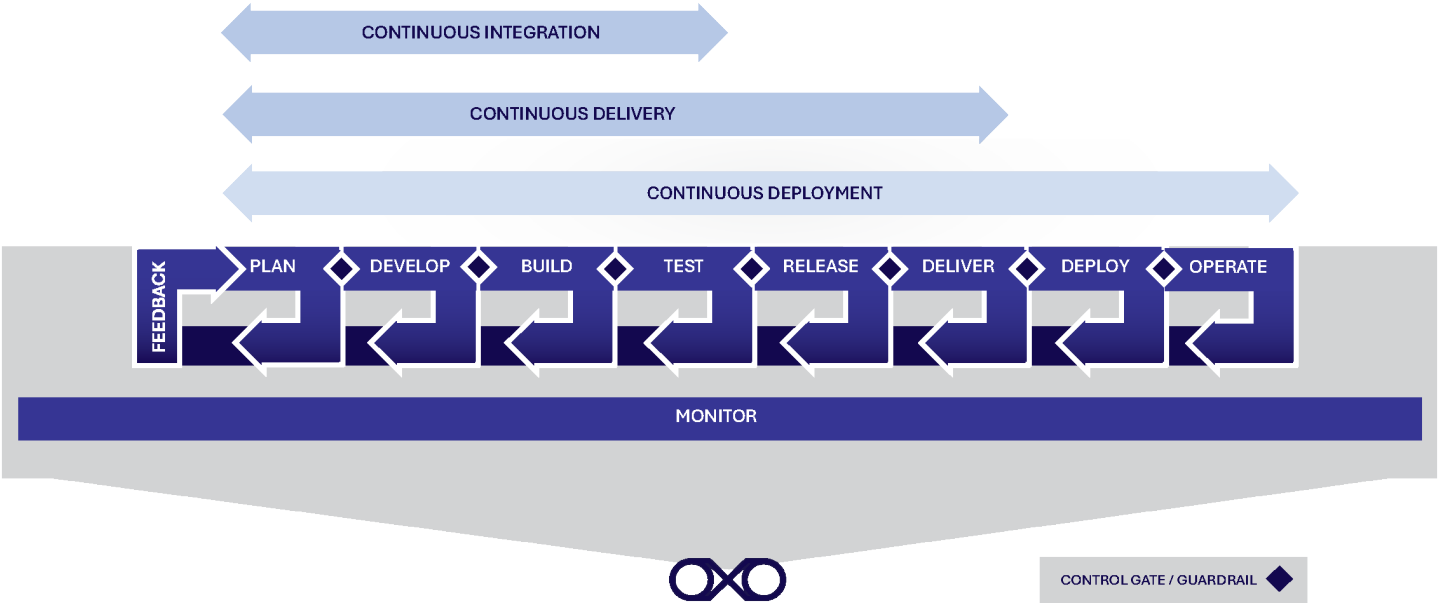 CONTINUOUS INTEGRATION
CONTINUOUS DELIVERY
CONTINUOUS DEPLOYMENT
FEEDBACK
PLAN
DEVELOP
BUILD
TEST
RELEASE
DELIVER
DEPLOY
OPERATE
MONITOR
CONTROL GATE / GUARDRAIL